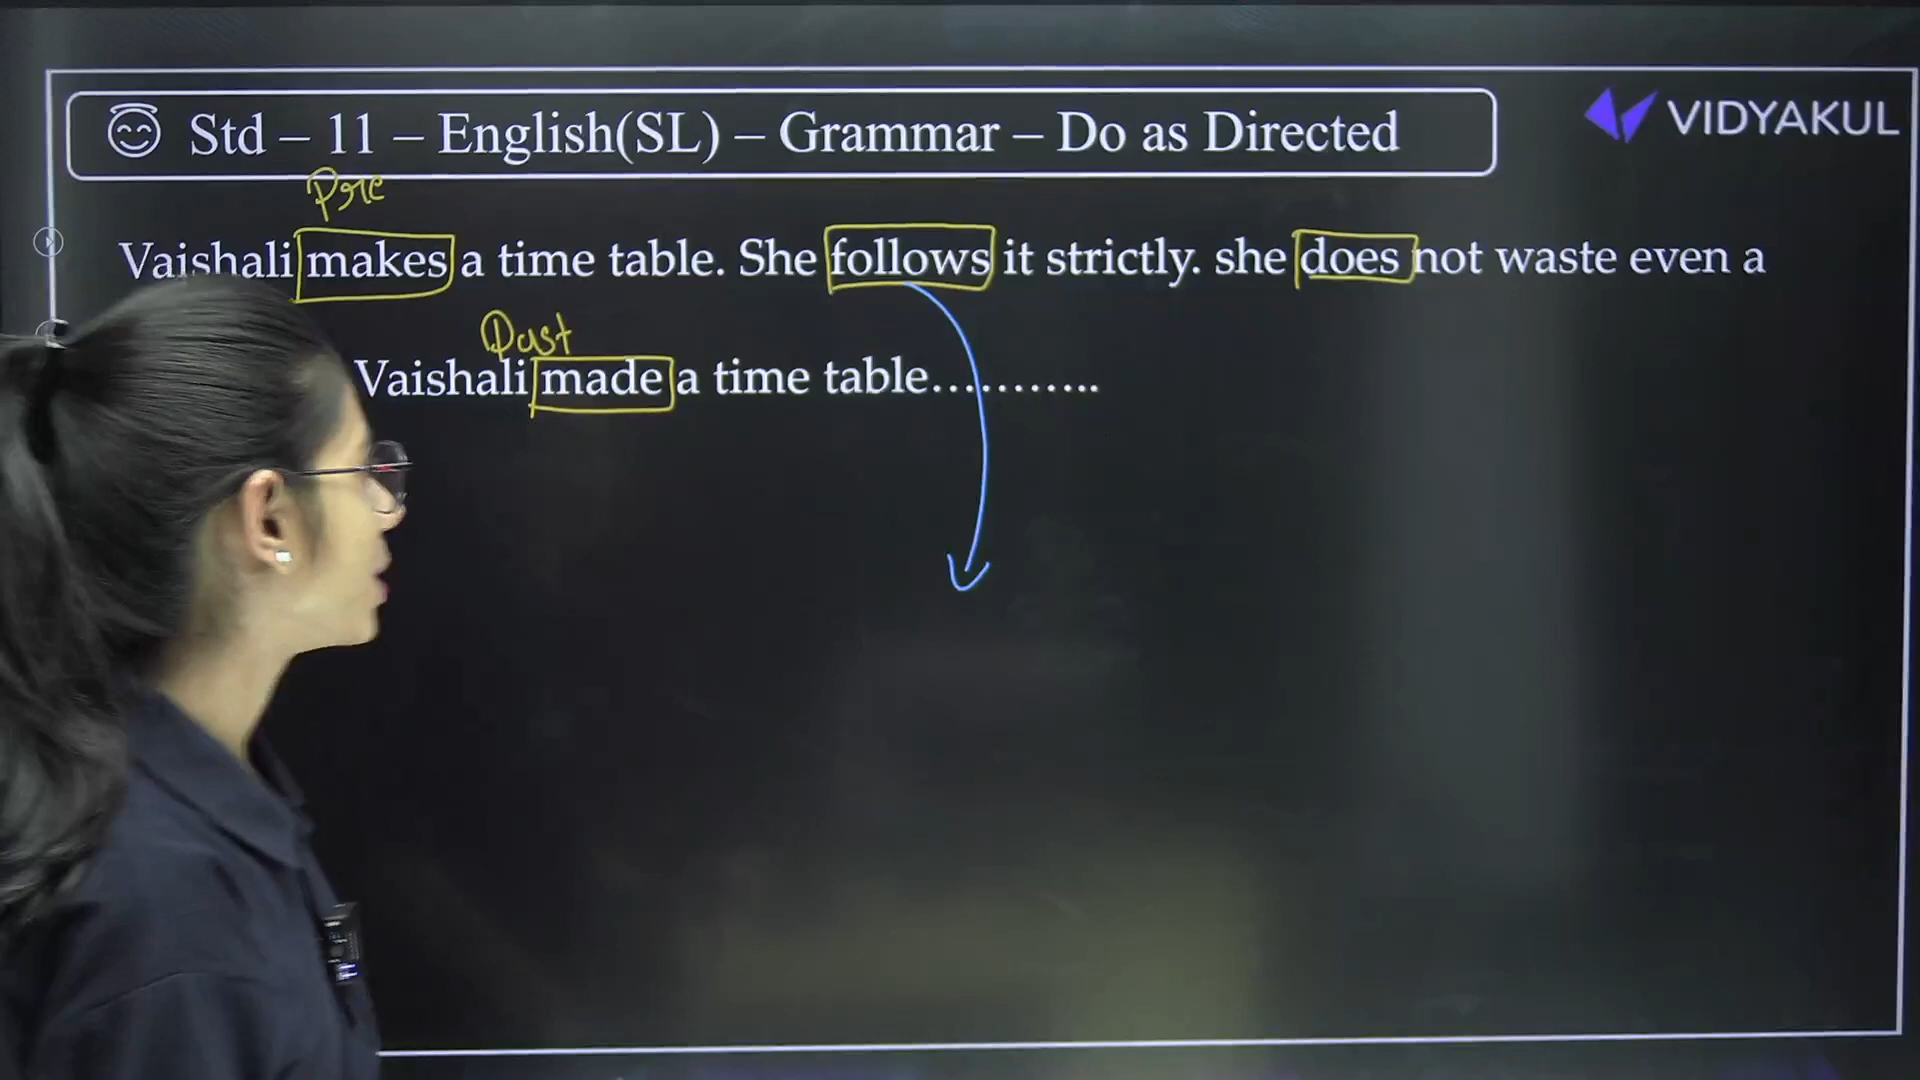 Std – 11 – English(SL) – Grammar – Do as Directed
VIDYAKUL
Pre
Vaishali makes a time table. She follows it strictly. she does not waste even a
Past
Vaishali made a time table………..